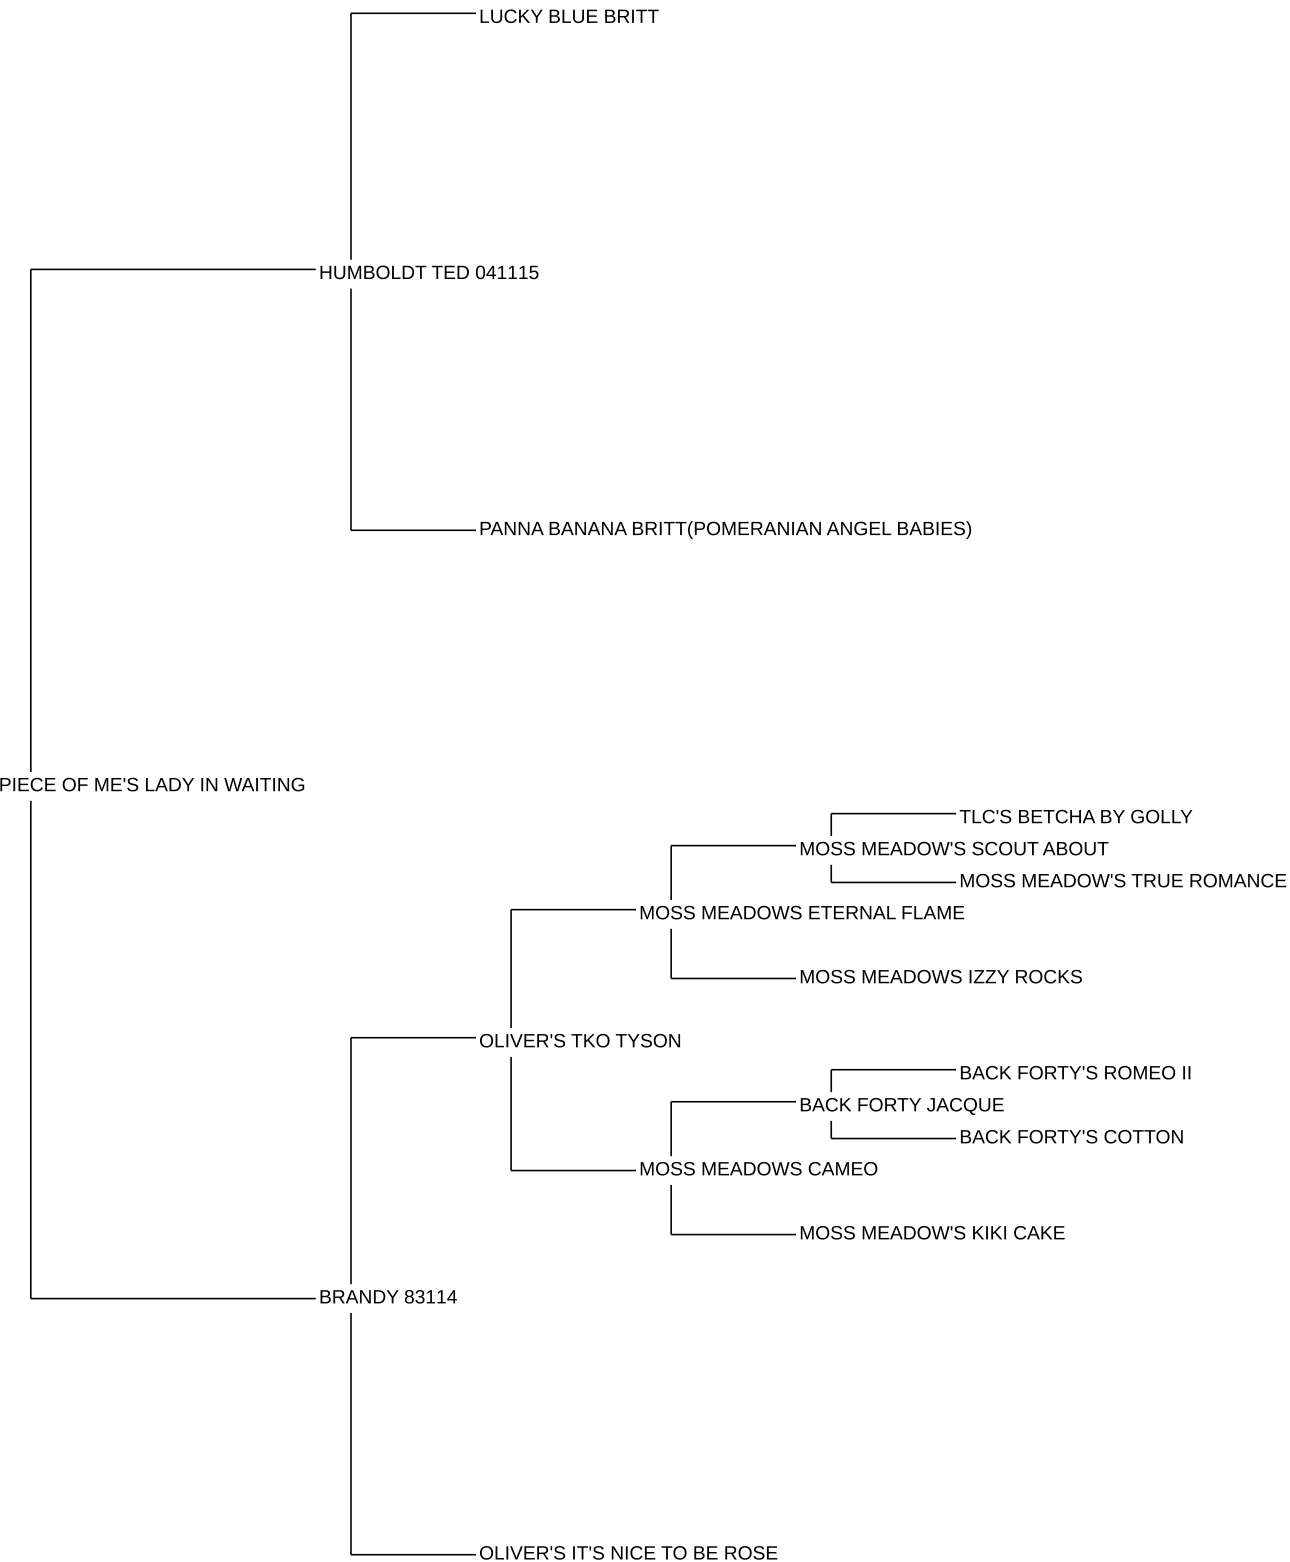 LUCKY BLUE BRITT
HUMBOLDT TED 041115
PANNA BANANA BRITT(POMERANIAN ANGEL BABIES)
PIECE OF ME'S LADY IN WAITING
TLC'S BETCHA BY GOLLY
MOSS MEADOW'S SCOUT ABOUT
MOSS MEADOW'S TRUE ROMANCE
MOSS MEADOWS ETERNAL FLAME
MOSS MEADOWS IZZY ROCKS
OLIVER'S TKO TYSON
BACK FORTY'S ROMEO II
BACK FORTY JACQUE
BACK FORTY'S COTTON
MOSS MEADOWS CAMEO
MOSS MEADOW'S KIKI CAKE
BRANDY 83114
OLIVER'S IT'S NICE TO BE ROSE